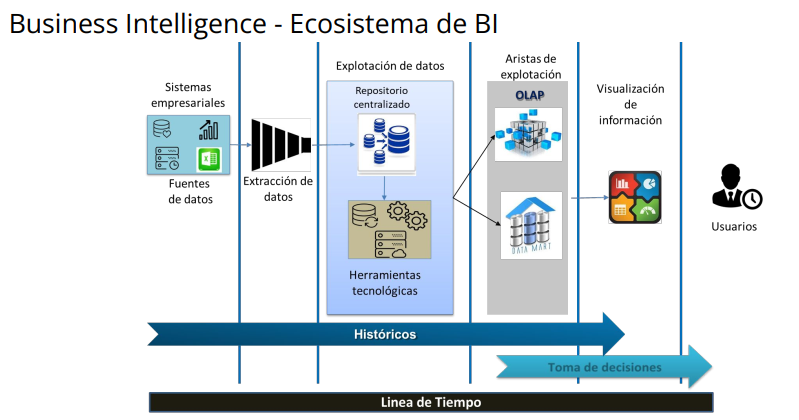 Business Intelligence - Ecosistema de BI
Sistemas
empresariales
Fuentes
de datos
Extracción de
datos
Explotación de datos
Repositorio
centralizado
Herramientas
tecnológicas
Aristas de
explotación
OLAP
DATA MART
Visualización
de
información
Usuarios
Históricos
Toma de decisiones
Linea de Tiempo